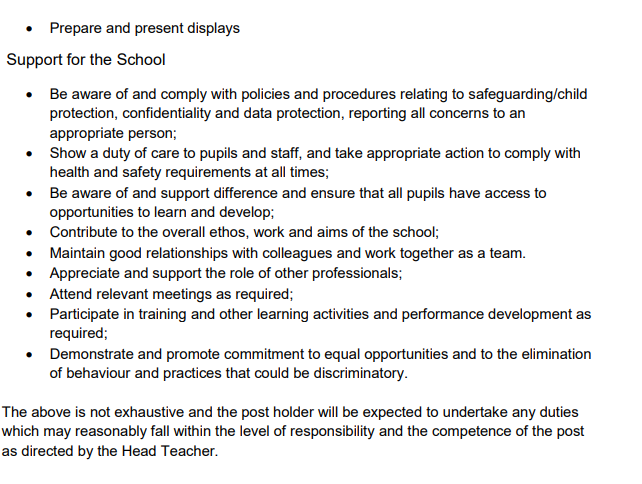 • Prepare and present displays
Support for the School
• Be aware of and comply with policies and procedures relating to safeguarding/child
protection, confidentiality and data protection, reporting all concerns to an
appropriate person;
• Show a duty of care to pupils and staff, and take appropriate action to comply with
health and safety requirements at all times;
• Be aware of and support difference and ensure that all pupils have access to
opportunities to learn and develop;
• Contribute to the overall ethos, work and aims of the school;
• Maintain good relationships with colleagues and work together as a team.
• Appreciate and support the role of other professionals;
• Attend relevant meetings as required;
• Participate in training and other learning activities and performance development as
required;
• Demonstrate and promote commitment to equal opportunities and to the elimination
of behaviour and practices that could be discriminatory.
The above is not exhaustive and the post holder will be expected to undertake any duties
which may reasonably fall within the level of responsibility and the competence of the post
as directed by the Head Teacher.